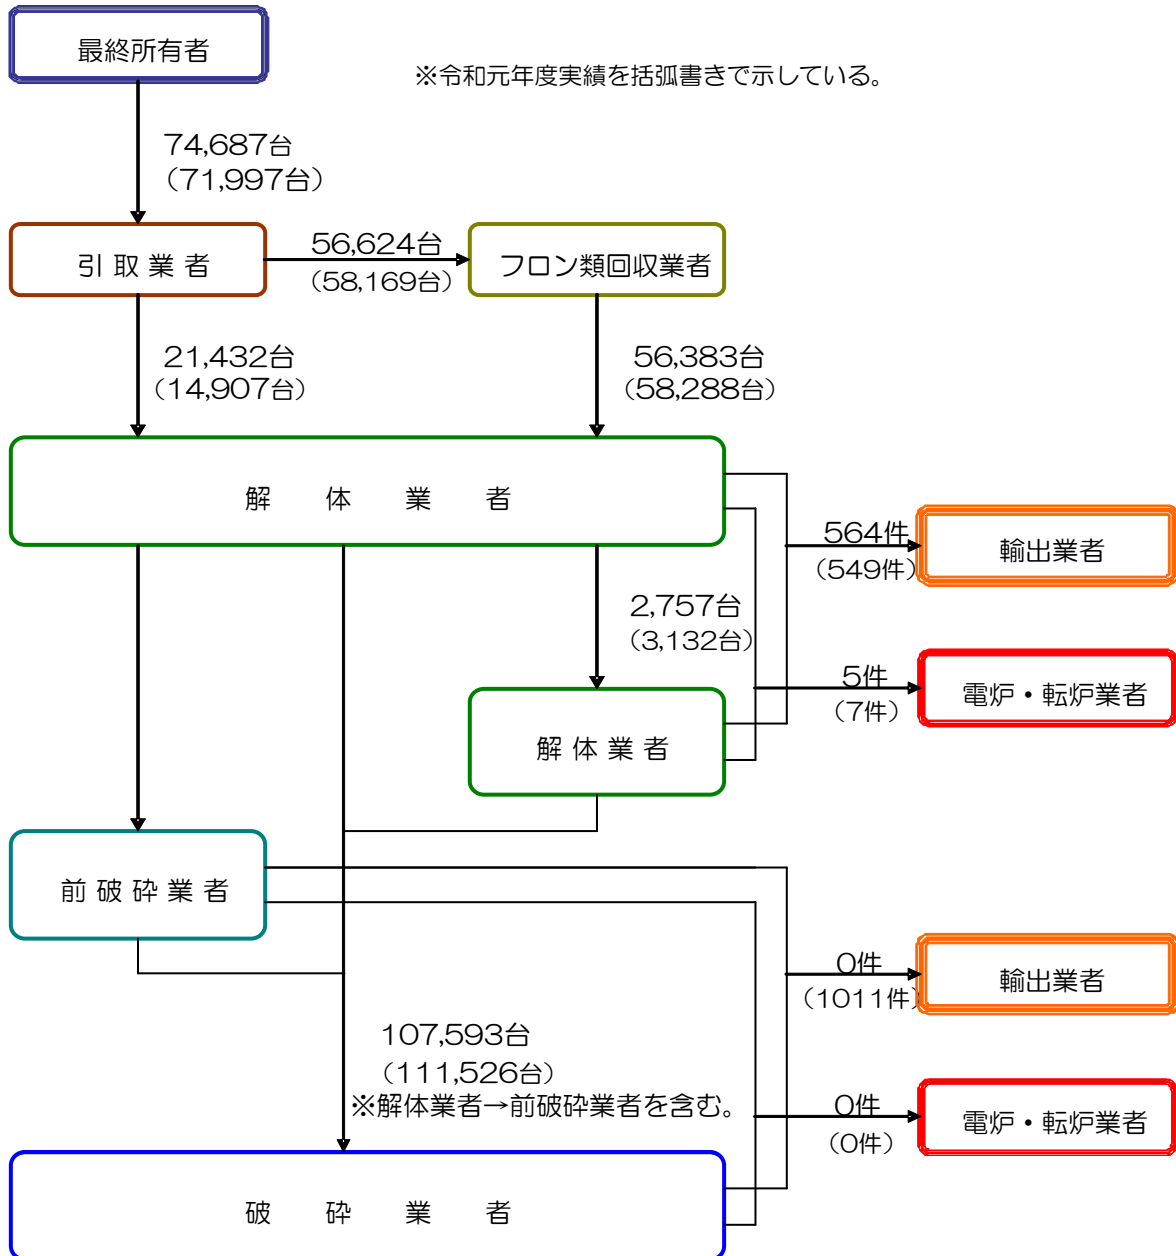 最終所有者
※令和元年度実績を括弧書きで示している。
74,687台
(71,997台)
引 取 業 者
56,624台
(58,169台)
フロン類回収業者
21,432台
(14,907台)
56,383台
(58,288台)
解 体 業 者
564件
(549件)
輸出業者
2,757台
(3,132台)
5件
(7件)
電炉・転炉業者
解 体 業 者
前 破 砕 業 者
0件
(1011件)
輸出業者
107,593台
(111,526台)
※解体業者→前破砕業者を含む。
0件
(0件)
電炉・転炉業者
破 砕 業 者